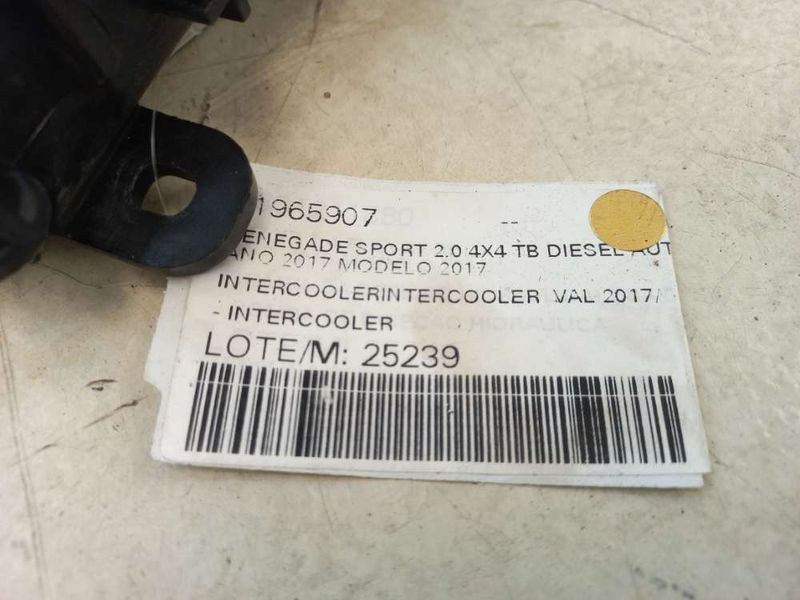 1965907
ENEGADE SPORT 2.0 4X4 TB DIESEL AUT
ANO 2017 MODELO 2017
INTERCOOLERINTERCOOLER VAL 2017/
- INTERCOOLER
HIDRAULICA
LOTE/M: 25239